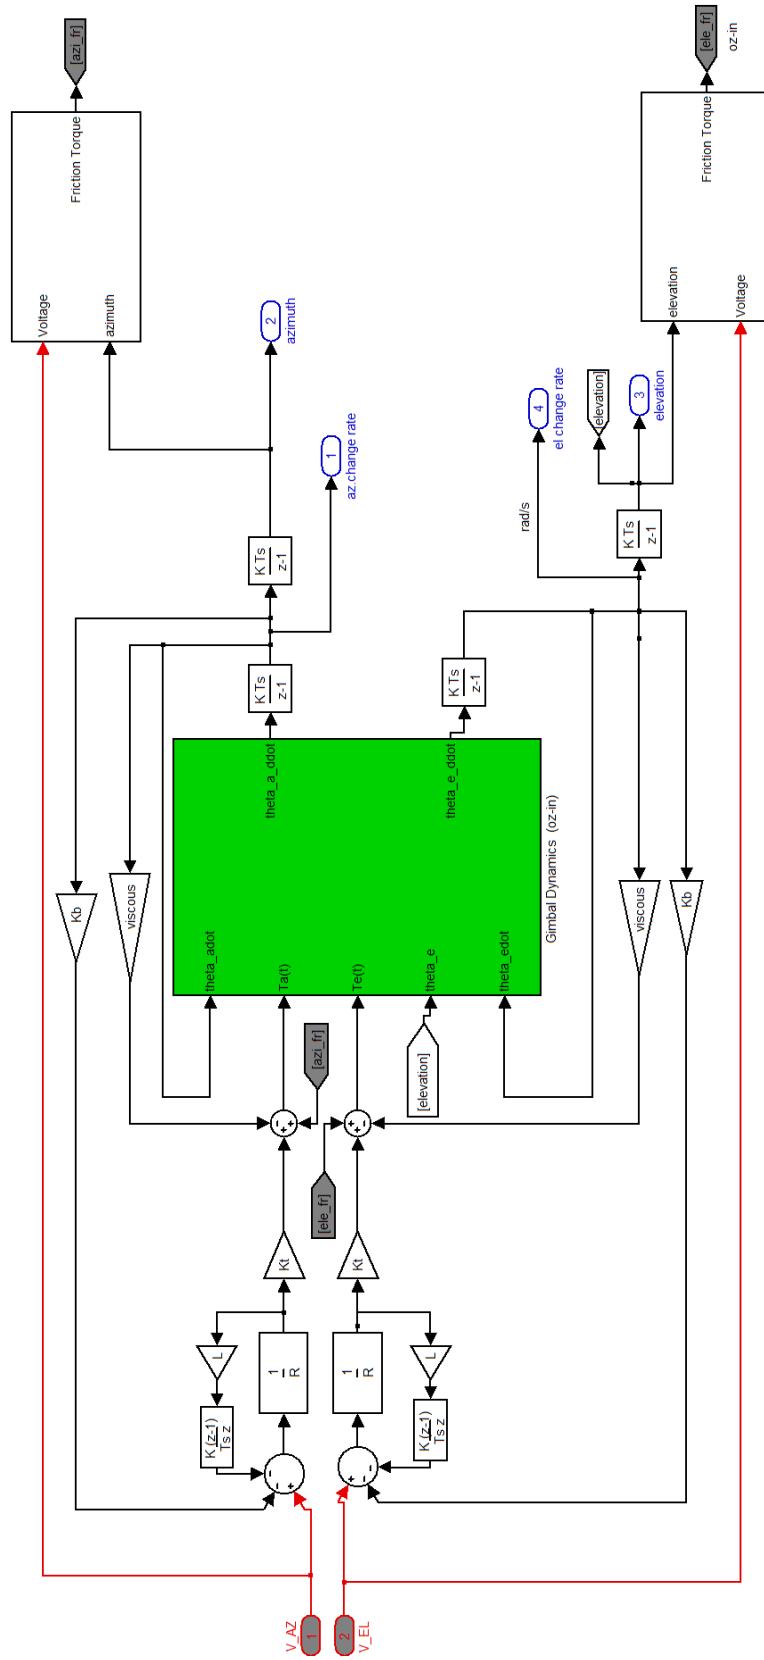 V_AZ
1
V_EL
2
-
-
+
+
-
-
K (z-1)
Ts z
L
1
R
Kt
1
R
K (z-1)
Ts z
L
Kt
[ele_fr]
[azi_fr]
-
+
+
+
+
-
[elevation]
Kb
viscous
viscous
Kb
theta_adot
Ta(t)
Te(t)
theta_e
theta_edot
theta_a_ddot
theta_e_ddot
Gimbal Dynamics (oz-in)
K Ts
z-1
K Ts
z-1
K Ts
z-1
K Ts
z-1
1
az.change rate
2
azimuth
rad/s
4
el change rate
[elevation]
3
elevation
Voltage
azimuth
Friction Torque
[azi_fr]
elevation
Voltage
Friction Torque
[ele_fr]
oz-in